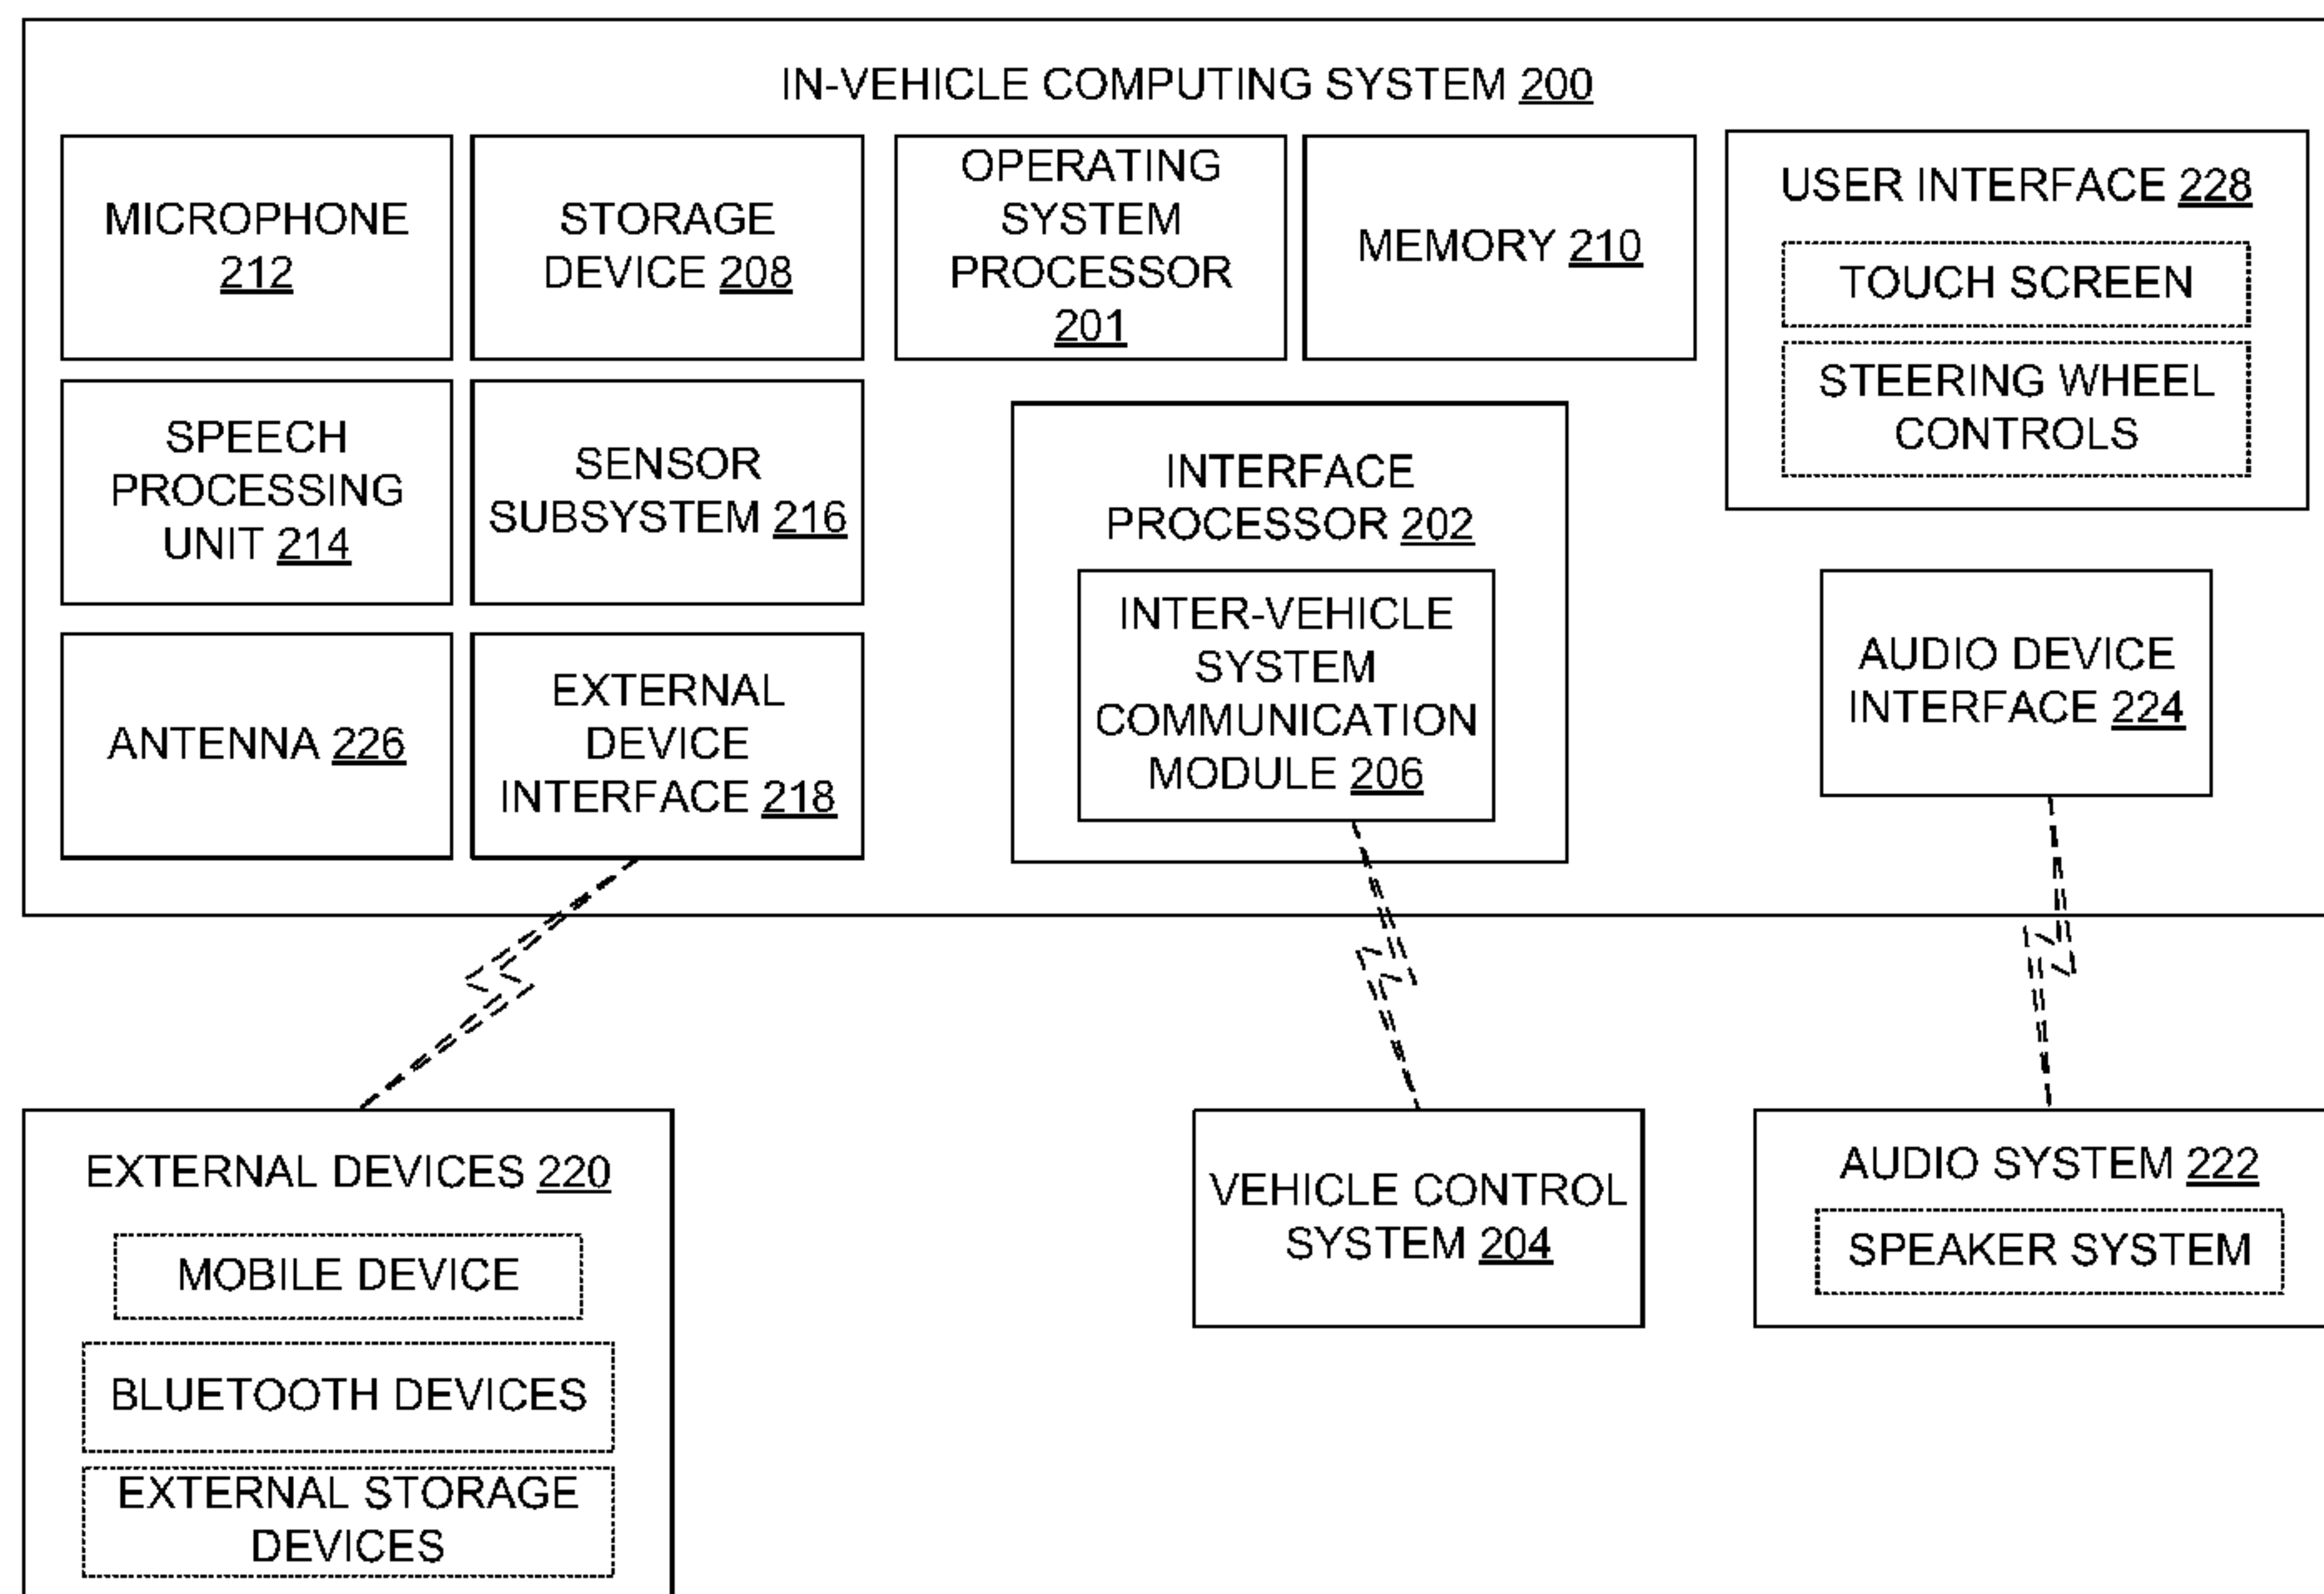 IN-VEHICLE COMPUTING SYSTEM 200
MICROPHONE
212
STORAGE
DEVICE 208
OPERATING
SYSTEM
PROCESSOR
201
MEMORY 210
USER INTERFACE 228
TOUCH SCREEN
STEERING WHEEL
CONTROLS
SPEECH
PROCESSING
UNIT 214
SENSOR
SUBSYSTEM 216
INTERFACE
PROCESSOR 202
INTER-VEHICLE
SYSTEM
COMMUNICATION
MODULE 206
AUDIO DEVICE
INTERFACE 224
ANTENNA 226
EXTERNAL
DEVICE
INTERFACE 218
EXTERNAL DEVICES 220
MOBILE DEVICE
BLUETOOTH DEVICES
EXTERNAL STORAGE
DEVICES
VEHICLE CONTROL
SYSTEM 204
AUDIO SYSTEM 222
SPEAKER SYSTEM